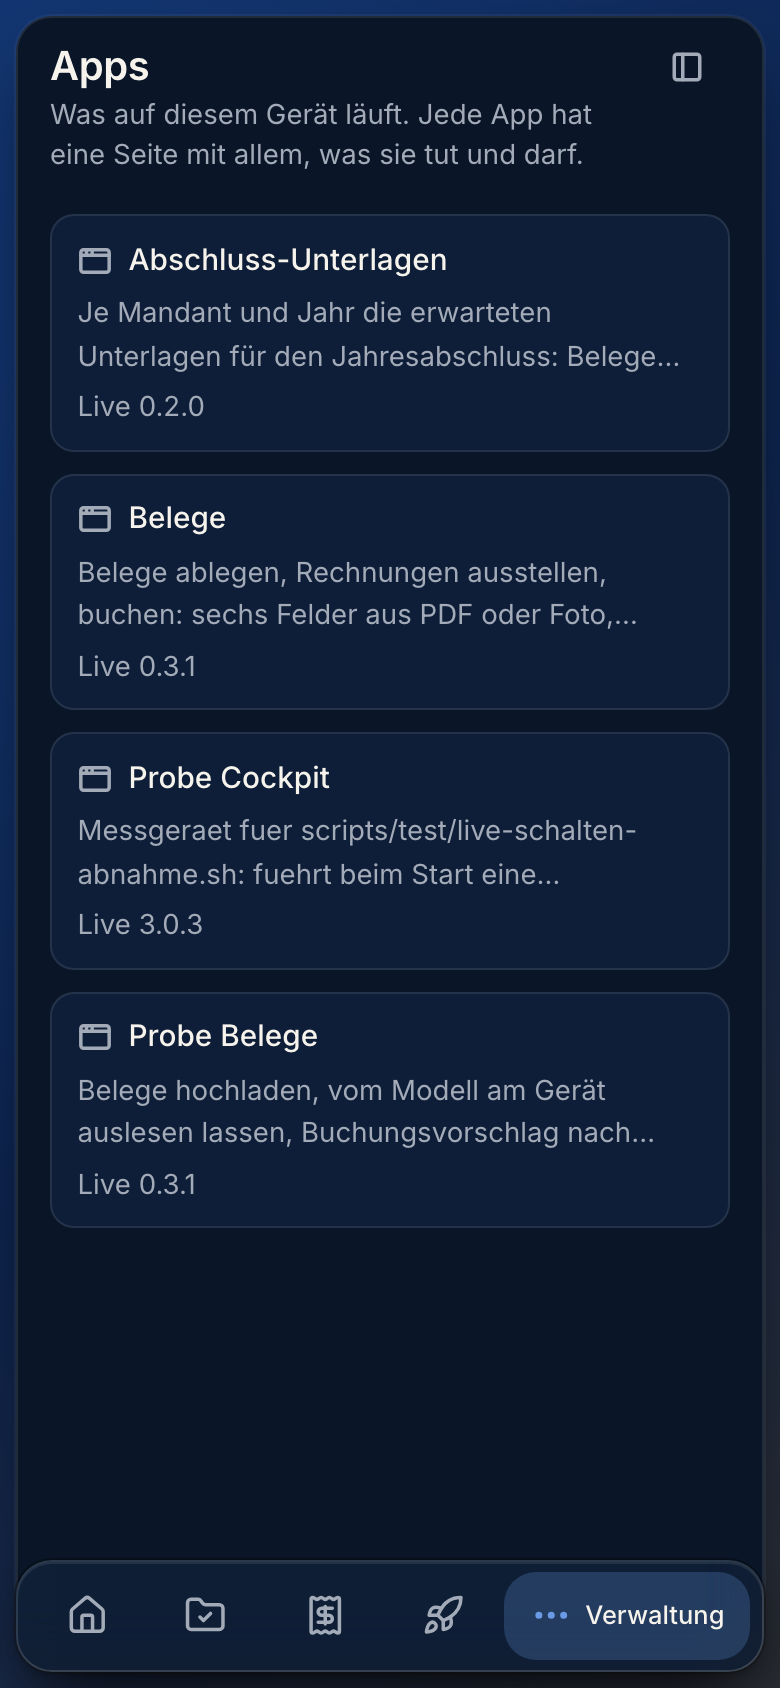 Apps
Was auf diesem Gerät läuft. Jede App hat
eine Seite mit allem, was sie tut und darf.
Abschluss-Unterlagen
Je Mandant und Jahr die erwarteten
Unterlagen für den Jahresabschluss: Belege...
Live 0.2.0
Belege
Belege ablegen, Rechnungen ausstellen,
buchen: sechs Felder aus PDF oder Foto,...
Live 0.3.1
Probe Cockpit
Messgeraet fuer scripts/test/live-schalten-
abnahme.sh: fuehrt beim Start eine...
Live 3.0.3
Probe Belege
Belege hochladen, vom Modell am Gerät
auslesen lassen, Buchungsvorschlag nach...
Live 0.3.1
Verwaltung